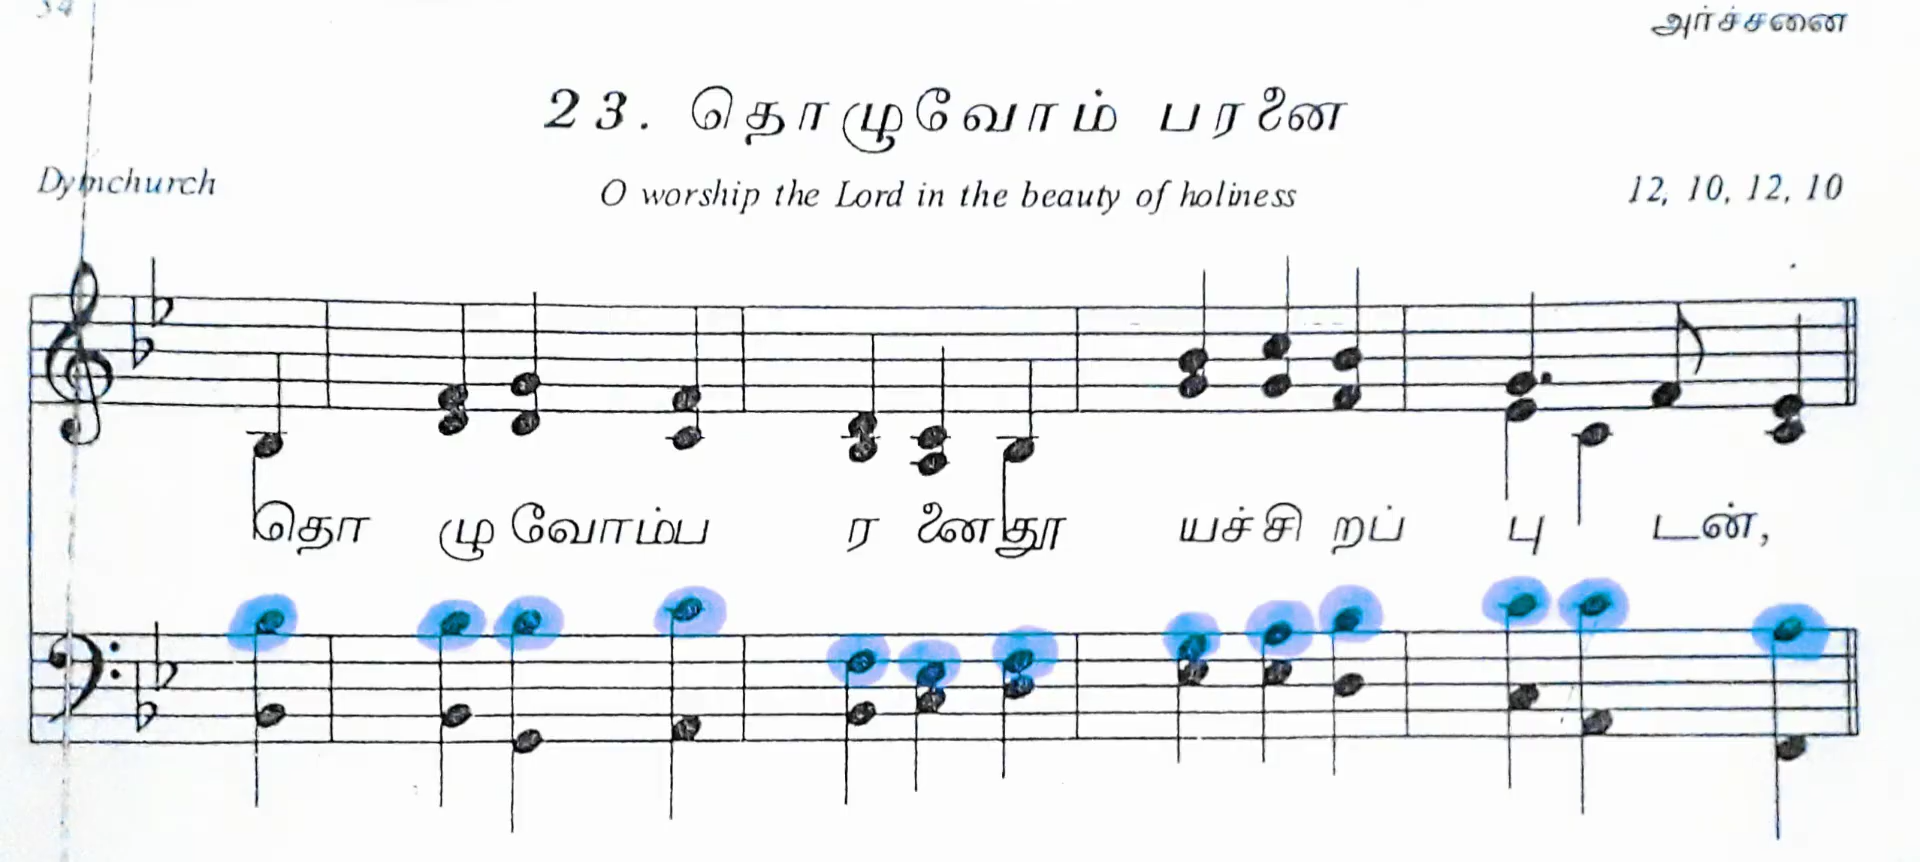 அர்ச்சனை
23. தொழுவோம் பரனை
Dymchurch O worship the Lord in the beauty of holiness 12, 10, 12, 10
தொ ழு வோம்ப ர னைதூ யச்சி றப் பு டன்,